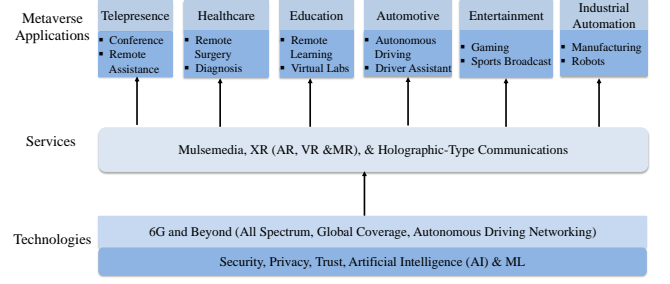 Metaverse
Applications
Telepresence
▪ Conference
▪ Remote
Assistance
Healthcare
▪ Remote
Surgery
▪ Diagnosis
Education
▪ Remote
Learning
▪ Virtual Labs
Automotive
▪ Autonomous
Driving
▪ Driver Assistant
Entertainment
▪ Gaming
▪ Sports Broadcast
Industrial
Automation
▪ Manufacturing
▪ Robots
Services
Mulsemedia, XR (AR, VR &MR), & Holographic-Type Communications
Technologies
6G and Beyond (All Spectrum, Global Coverage, Autonomous Driving Networking)
Security, Privacy, Trust, Artificial Intelligence (AI) & ML